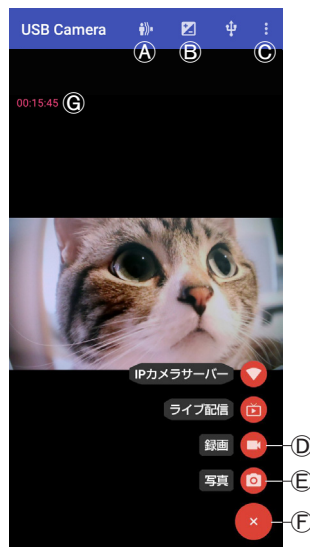 USB Camera
Ⓐ Ⓑ Ⓒ
00:15:45 Ⓖ
IPカメラサーバー
ライブ配信
録画 Ⓓ
写真 Ⓔ
× Ⓕ